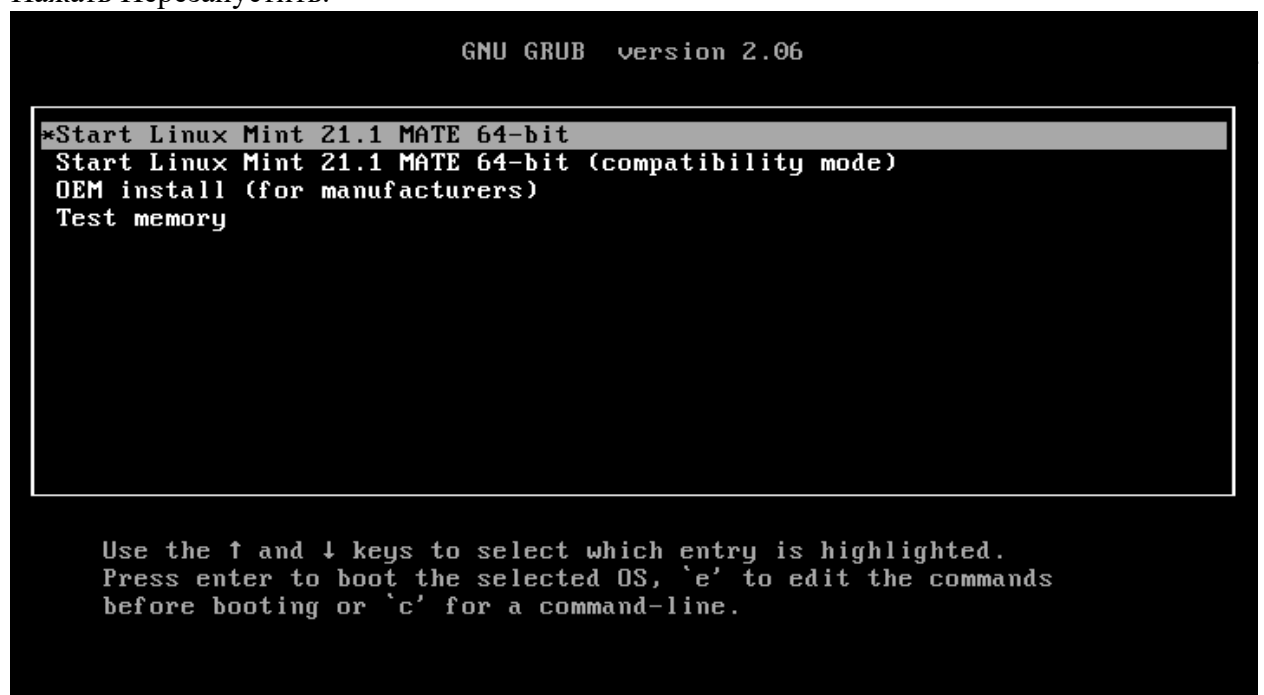 Нажать Перезапустить.
GNU GRUB version 2.06
*Start Linux Mint 21.1 MATE 64-bit
Start Linux Mint 21.1 MATE 64-bit (compatibility mode)
OEM install (for manufacturers)
Test memory
Use the ↑ and ↓ keys to select which entry is highlighted.
Press enter to boot the selected OS, `e' to edit the commands
before booting or `c' for a command-line.